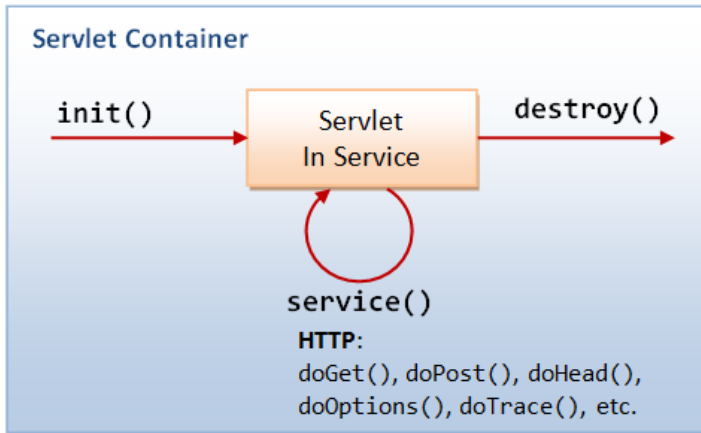 Servlet Container
init()
Servlet
In Service
destroy()
service()
HTTP:
doGet(), doPost(), doHead(),
doOptions(), doTrace(), etc.